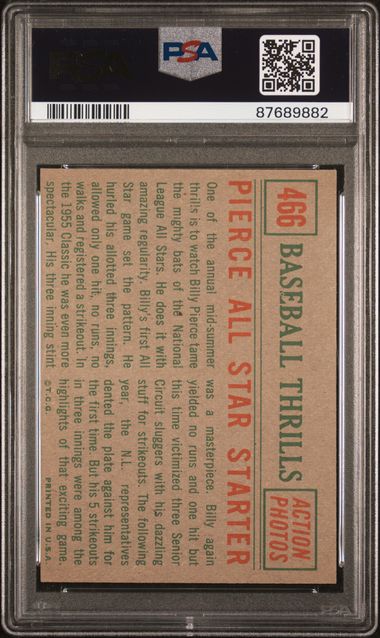 PSA
PSA
87689882
466 BASEBALL THRILLS
ACTION
PHOTOS
PIERCE ALL STAR STARTER
One of the annual mid-summer
thrills is to watch Billy Pierce tame
the mighty bats of the National
League All Stars. He does it with
amazing regularity. Billy's first All
Star game set the pattern. He
hurled his allotted three innings,
allowed only one hit, no runs, no
walks and registered a strikeout. In
the 1955 Classic he was even more
spectacular. His three inning stint
was a masterpiece. Billy again
yielded no runs and one hit but
this time victimized three Senior
Circuit sluggers with his dazzling
stuff for strikeouts. The following
year, the N.L. representatives
dented the plate against him for
the first time. But his 5 strikeouts
in three innings were among the
highlights of that exciting game.
© T.C.G. PRINTED IN U.S.A.